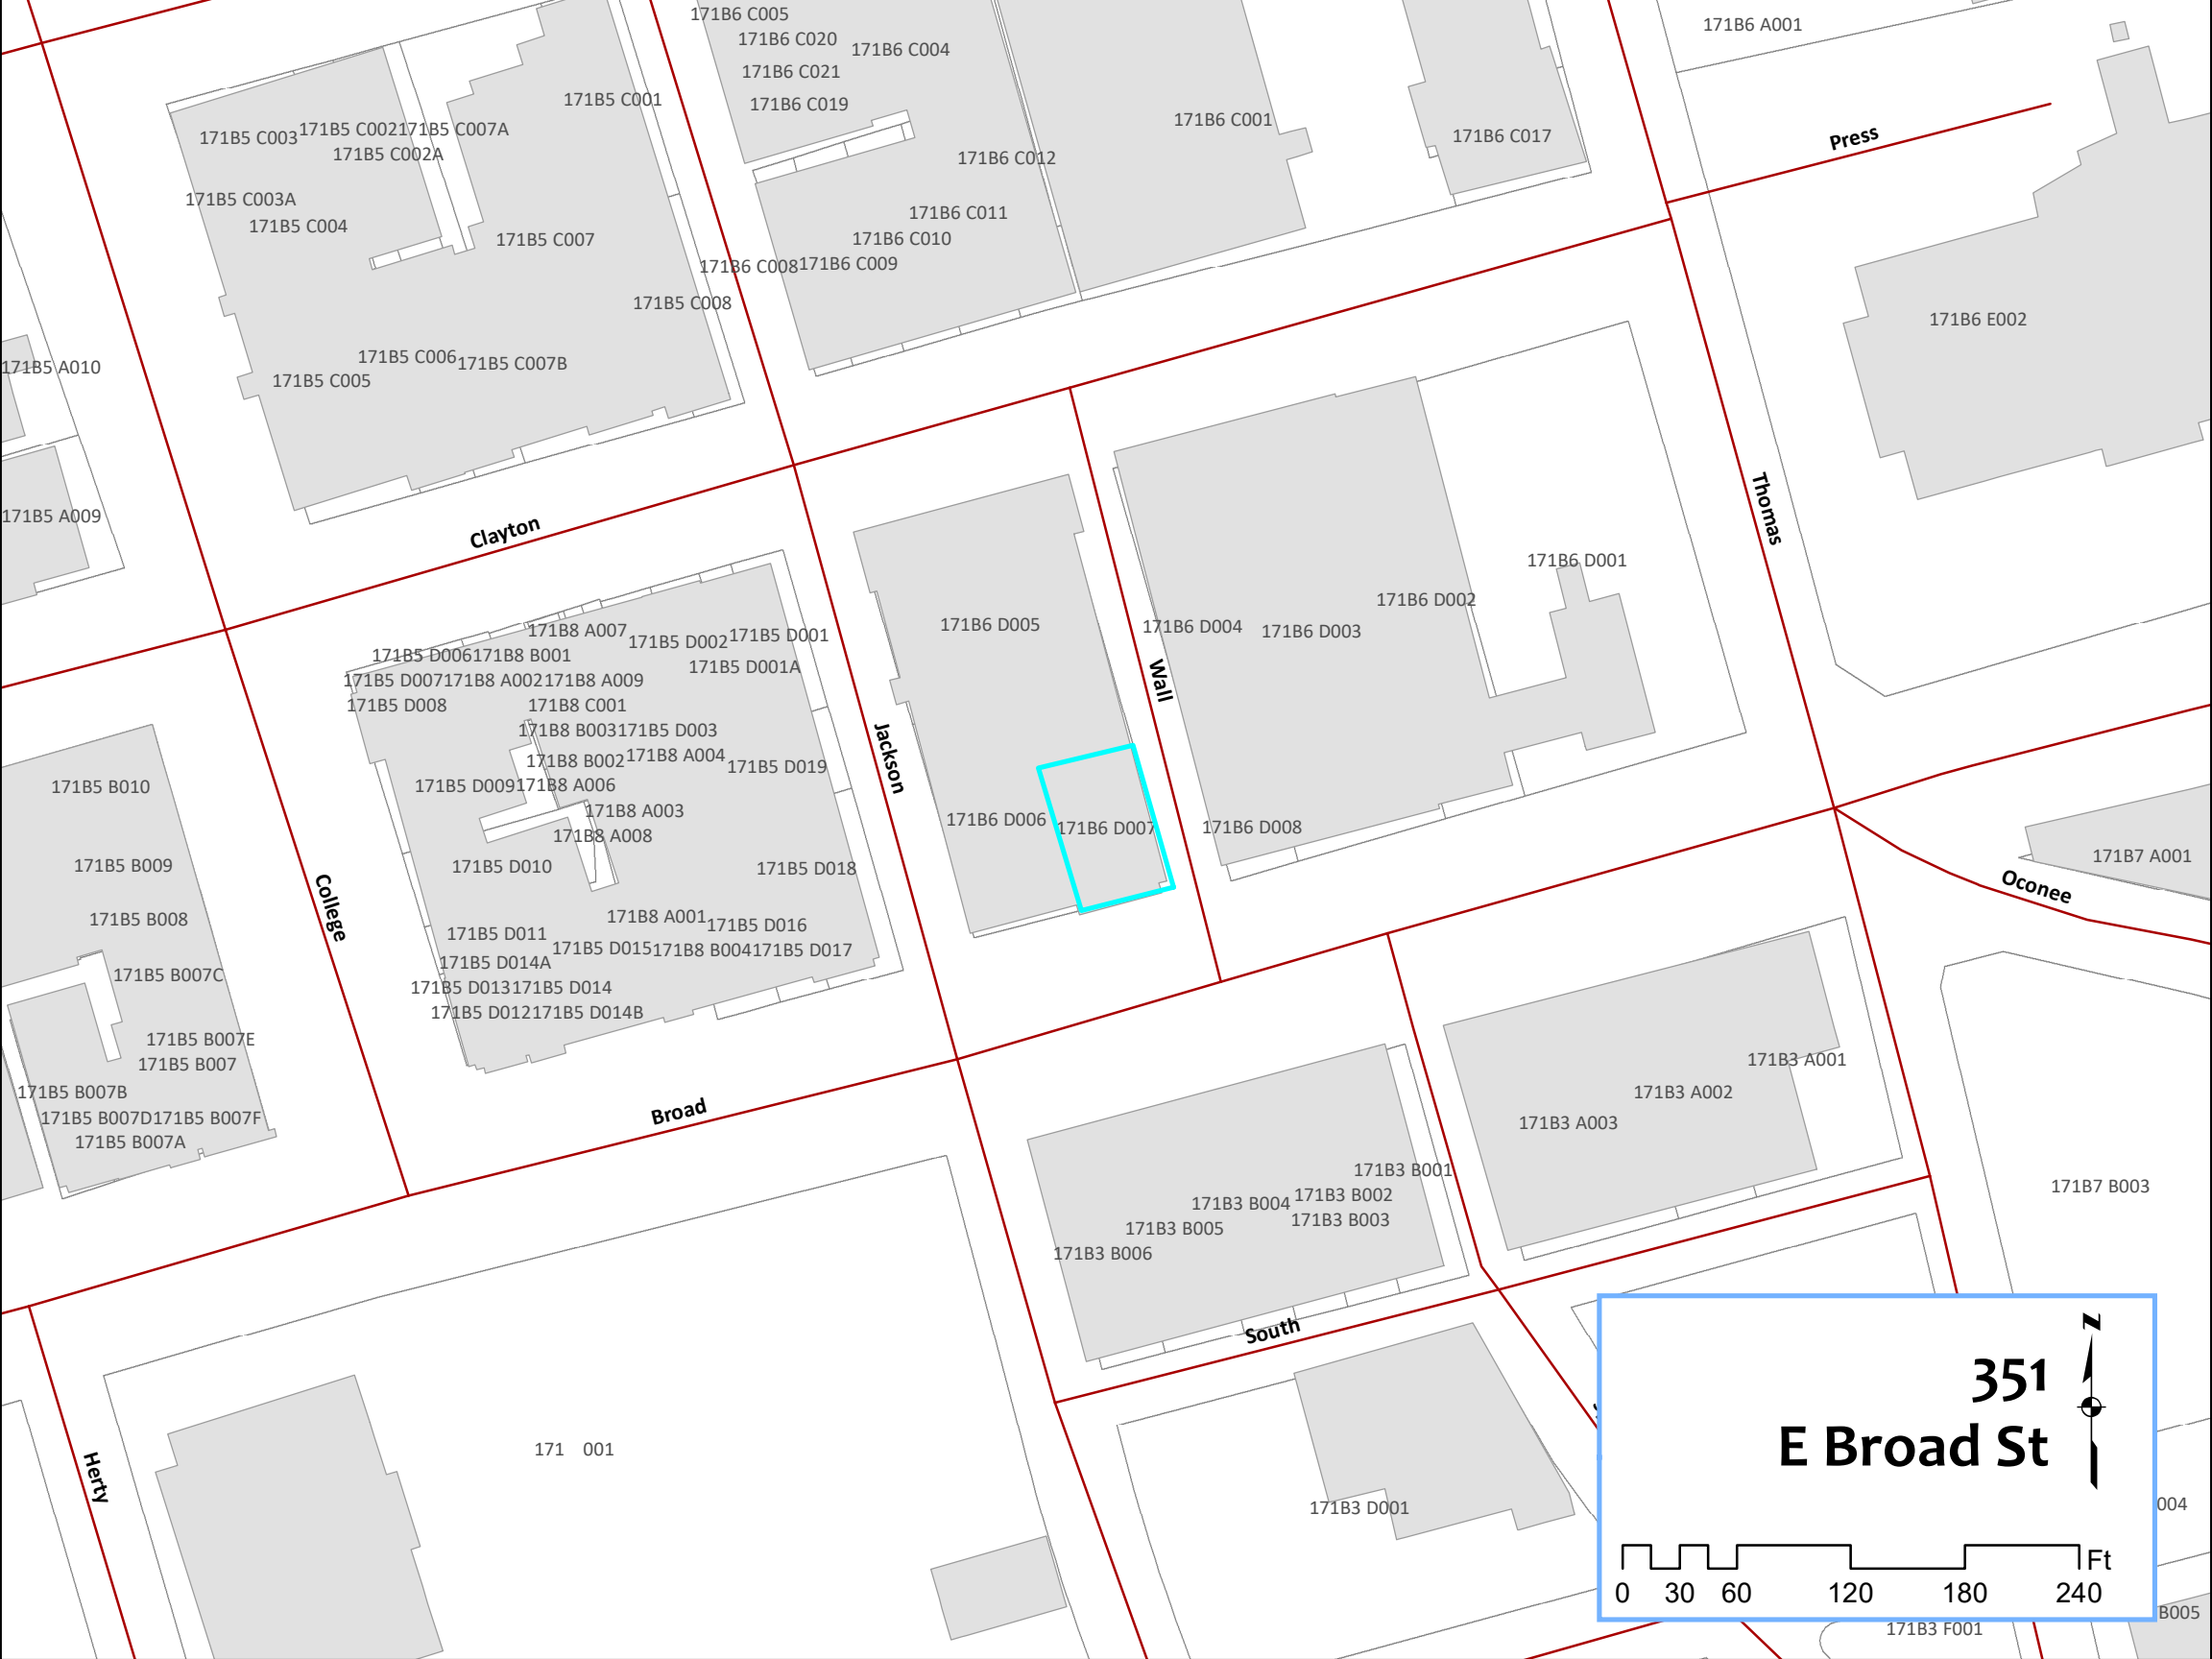 171B6 C005
171B6 A001
171B6 C020
171B6 C004
171B6 C021
171B5 C001
171B6 C019
171B6 C001
171B5 C003
171B5 C002
171B5 C007A
171B6 C017
Press
171B5 C002A
171B6 C012
171B5 C003A
171B6 C011
171B5 C004
171B5 C007
171B6 C010
171B6 C008
171B6 C009
171B5 C008
171B6 E002
171B5 A010
171B5 C006
171B5 C007B
171B5 C005
171B5 A009
Clayton
Thomas
171B6 D001
171B6 D002
171B8 A007
171B5 D002
171B5 D001
171B6 D005
171B6 D004
171B6 D003
171B5 D006
171B8 B001
171B5 D001A
171B5 D007
171B8 A002
171B8 A009
Wall
171B5 D008
171B8 C001
171B8 B003
171B5 D003
Jackson
171B8 B002
171B8 A004
171B5 D019
171B5 B010
171B5 D009
171B8 A006
171B8 A003
171B6 D006
171B6 D007
171B6 D008
171B8 A008
171B5 B009
171B5 D010
171B5 D018
171B7 A001
Oconee
College
171B5 B008
171B8 A001
171B5 D016
171B5 D011
171B5 D015
171B8 B004
171B5 D017
171B5 D014A
171B5 B007C
171B5 D013
171B5 D014
171B5 D012
171B5 D014B
171B5 B007E
171B5 B007
171B3 A001
171B5 B007B
171B3 A002
Broad
171B5 B007D
171B5 B007F
171B3 A003
171B5 B007A
171B3 B001
171B7 B003
171B3 B004
171B3 B002
171B3 B005
171B3 B003
171B3 B006
South
N
351
E Broad St
171 001
Herty
171B3 D001
004
Ft
0 30 60 120 180 240
B005
171B3 F001